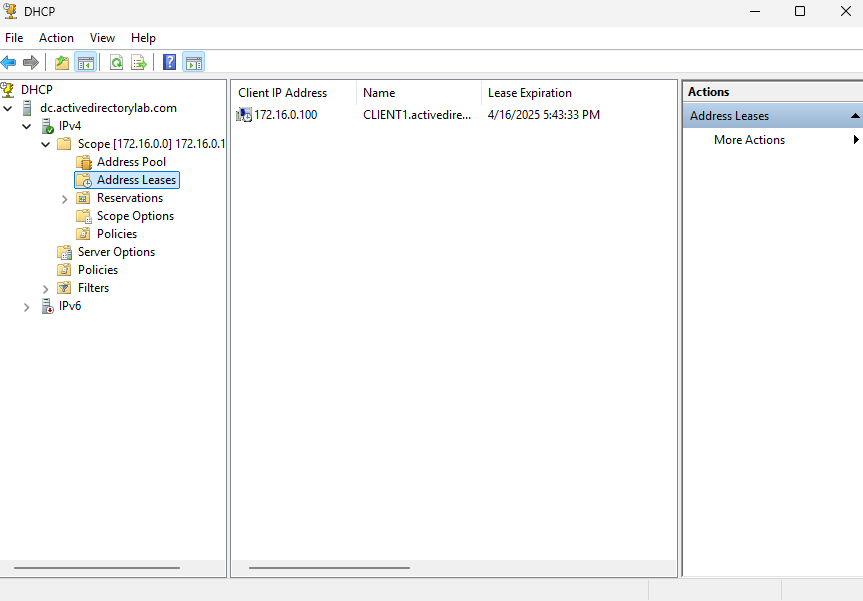 DHCP
File Action View Help
DHCP
dc.activedirectorylab.com
IPv4
Scope [172.16.0.0] 172.16.0.1
Address Pool
Address Leases
Reservations
Scope Options
Policies
Server Options
Policies
Filters
IPv6
Client IP Address Name Lease Expiration
172.16.0.100 CLIENT1.activedire... 4/16/2025 5:43:33 PM
Actions
Address Leases
More Actions